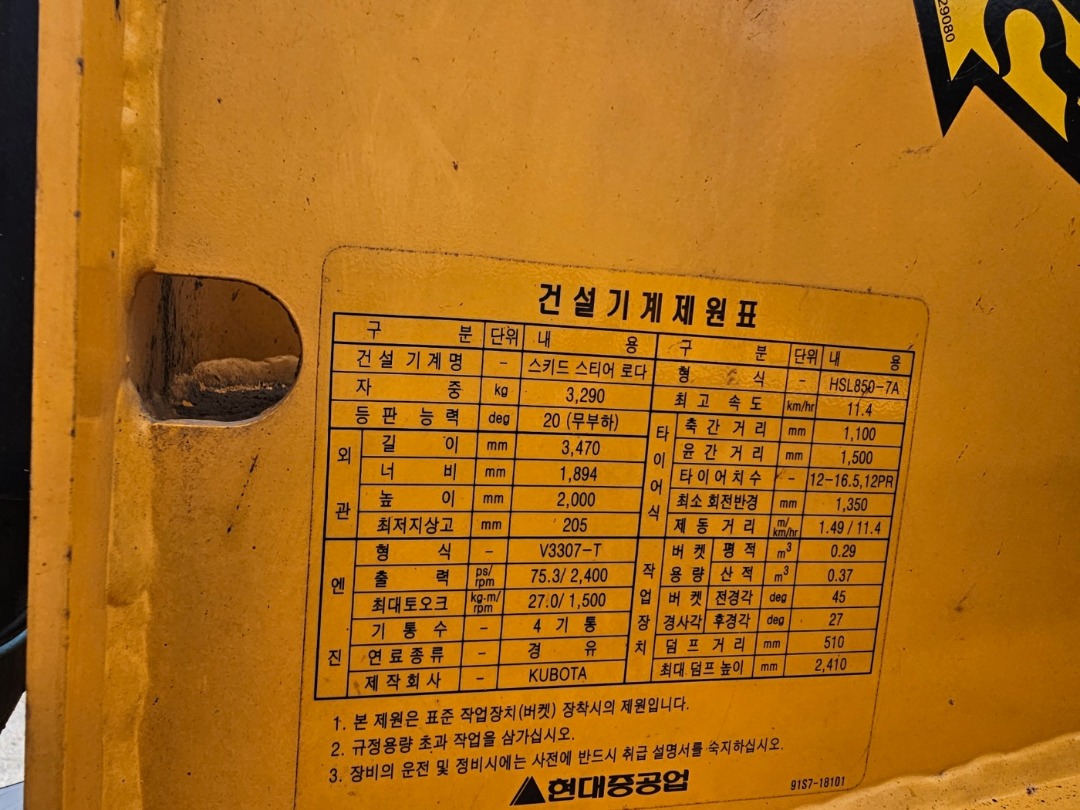 29080
건설기계제원표
구 분 단위 내 용 구 분 단위 내 용
건설 기계명 - 스키드 스티어 로다 형 식 - HSL850-7A
자 중 kg 3,290 최 고 속 도 km/hr 11.4
등 판 능 력 deg 20 (무부하) 타이어식 축 간 거 리 mm 1,100
외관 길 이 mm 3,470 윤 간 거 리 mm 1,500
너 비 mm 1,894 타이어치수 - 12-16.5,12PR
높 이 mm 2,000 최소 회전반경 mm 1,350
최저지상고 mm 205 제 동 거 리 m/km/hr 1.49 / 11.4
엔진 형 식 - V3307-T 작업장치 버 켓 용 량 평 적 m³ 0.29
출 력 ps/rpm 75.3/ 2,400 산 적 m³ 0.37
최대토오크 kg·m/rpm 27.0/ 1,500 버 켓 경사각 전경각 deg 45
기 통 수 - 4 기 통 후경각 deg 27
연료종류 - 경 유 덤 프 거 리 mm 510
제작회사 - KUBOTA 최대 덤프 높이 mm 2,410
1. 본 제원은 표준 작업장치(버켓) 장착시의 제원입니다.
2. 규정용량 초과 작업을 삼가십시오.
3. 장비의 운전 및 정비시에는 사전에 반드시 취급 설명서를 숙지하십시오.
현대중공업 91S7-18101